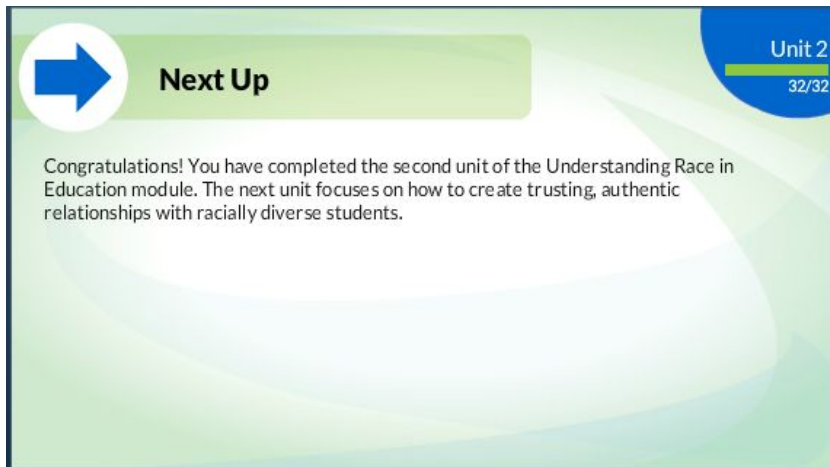 Next Up
Unit 2
32/32
Congratulations! You have completed the second unit of the Understanding Race in
Education module. The next unit focuses on how to create trusting, authentic
relationships with racially diverse students.